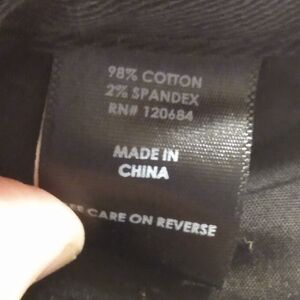 98% COTTON
2% SPANDEX
RN# 120684
MADE IN
CHINA
CARE ON REVERSE